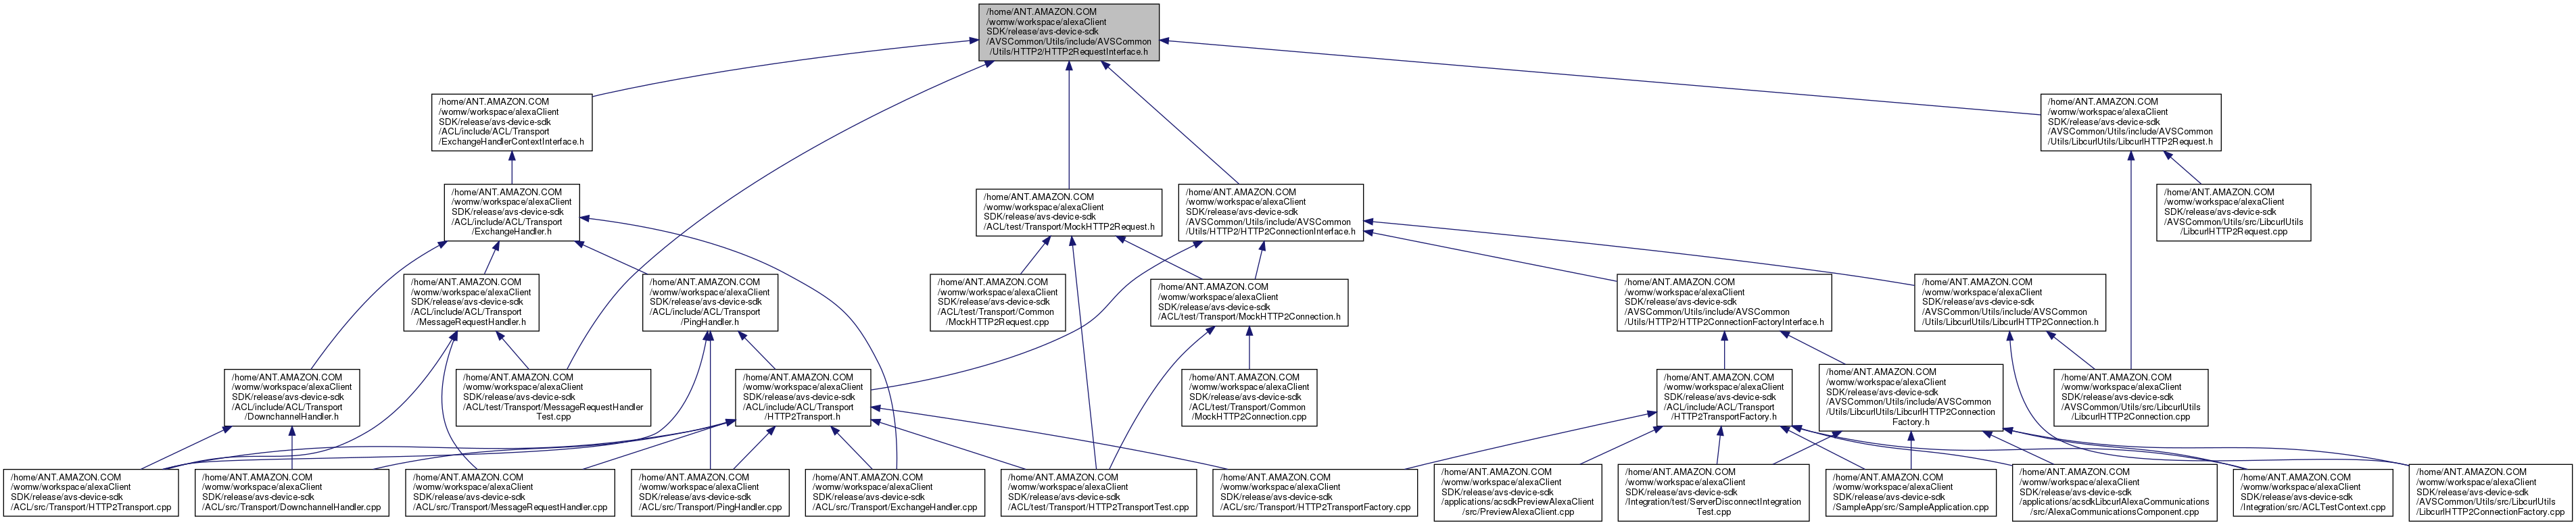 /home/ANT.AMAZON.COM
/womw/workspace/alexaClient
SDK/release/avs-device-sdk
/AVSCommon/Utils/include/AVSCommon
/Utils/HTTP2/HTTP2RequestInterface.h
/home/ANT.AMAZON.COM
/womw/workspace/alexaClient
SDK/release/avs-device-sdk
/ACL/include/ACL/Transport
/ExchangeHandlerContextInterface.h
/home/ANT.AMAZON.COM
/womw/workspace/alexaClient
SDK/release/avs-device-sdk
/AVSCommon/Utils/include/AVSCommon
/Utils/LibcurlUtils/LibcurlHTTP2Request.h
/home/ANT.AMAZON.COM
/womw/workspace/alexaClient
SDK/release/avs-device-sdk
/ACL/include/ACL/Transport
/ExchangeHandler.h
/home/ANT.AMAZON.COM
/womw/workspace/alexaClient
SDK/release/avs-device-sdk
/ACL/test/Transport/MockHTTP2Request.h
/home/ANT.AMAZON.COM
/womw/workspace/alexaClient
SDK/release/avs-device-sdk
/AVSCommon/Utils/include/AVSCommon
/Utils/HTTP2/HTTP2ConnectionInterface.h
/home/ANT.AMAZON.COM
/womw/workspace/alexaClient
SDK/release/avs-device-sdk
/AVSCommon/Utils/src/LibcurlUtils
/LibcurlHTTP2Request.cpp
/home/ANT.AMAZON.COM
/womw/workspace/alexaClient
SDK/release/avs-device-sdk
/ACL/include/ACL/Transport
/MessageRequestHandler.h
/home/ANT.AMAZON.COM
/womw/workspace/alexaClient
SDK/release/avs-device-sdk
/ACL/include/ACL/Transport
/PingHandler.h
/home/ANT.AMAZON.COM
/womw/workspace/alexaClient
SDK/release/avs-device-sdk
/ACL/test/Transport/Common
/MockHTTP2Request.cpp
/home/ANT.AMAZON.COM
/womw/workspace/alexaClient
SDK/release/avs-device-sdk
/ACL/test/Transport/MockHTTP2Connection.h
/home/ANT.AMAZON.COM
/womw/workspace/alexaClient
SDK/release/avs-device-sdk
/AVSCommon/Utils/include/AVSCommon
/Utils/HTTP2/HTTP2ConnectionFactoryInterface.h
/home/ANT.AMAZON.COM
/womw/workspace/alexaClient
SDK/release/avs-device-sdk
/AVSCommon/Utils/include/AVSCommon
/Utils/LibcurlUtils/LibcurlHTTP2Connection.h
/home/ANT.AMAZON.COM
/womw/workspace/alexaClient
SDK/release/avs-device-sdk
/ACL/include/ACL/Transport
/DownchannelHandler.h
/home/ANT.AMAZON.COM
/womw/workspace/alexaClient
SDK/release/avs-device-sdk
/ACL/test/Transport/MessageRequestHandler
Test.cpp
/home/ANT.AMAZON.COM
/womw/workspace/alexaClient
SDK/release/avs-device-sdk
/ACL/include/ACL/Transport
/HTTP2Transport.h
/home/ANT.AMAZON.COM
/womw/workspace/alexaClient
SDK/release/avs-device-sdk
/ACL/test/Transport/Common
/MockHTTP2Connection.cpp
/home/ANT.AMAZON.COM
/womw/workspace/alexaClient
SDK/release/avs-device-sdk
/ACL/include/ACL/Transport
/HTTP2TransportFactory.h
/home/ANT.AMAZON.COM
/womw/workspace/alexaClient
SDK/release/avs-device-sdk
/AVSCommon/Utils/include/AVSCommon
/Utils/LibcurlUtils/LibcurlHTTP2Connection
Factory.h
/home/ANT.AMAZON.COM
/womw/workspace/alexaClient
SDK/release/avs-device-sdk
/AVSCommon/Utils/src/LibcurlUtils
/LibcurlHTTP2Connection.cpp
/home/ANT.AMAZON.COM
/womw/workspace/alexaClient
SDK/release/avs-device-sdk
/ACL/src/Transport/HTTP2Transport.cpp
/home/ANT.AMAZON.COM
/womw/workspace/alexaClient
SDK/release/avs-device-sdk
/ACL/src/Transport/DownchannelHandler.cpp
/home/ANT.AMAZON.COM
/womw/workspace/alexaClient
SDK/release/avs-device-sdk
/ACL/src/Transport/MessageRequestHandler.cpp
/home/ANT.AMAZON.COM
/womw/workspace/alexaClient
SDK/release/avs-device-sdk
/ACL/src/Transport/PingHandler.cpp
/home/ANT.AMAZON.COM
/womw/workspace/alexaClient
SDK/release/avs-device-sdk
/ACL/src/Transport/ExchangeHandler.cpp
/home/ANT.AMAZON.COM
/womw/workspace/alexaClient
SDK/release/avs-device-sdk
/ACL/test/Transport/HTTP2TransportTest.cpp
/home/ANT.AMAZON.COM
/womw/workspace/alexaClient
SDK/release/avs-device-sdk
/ACL/src/Transport/HTTP2TransportFactory.cpp
/home/ANT.AMAZON.COM
/womw/workspace/alexaClient
SDK/release/avs-device-sdk
/applications/acsdkPreviewAlexaClient
/src/PreviewAlexaClient.cpp
/home/ANT.AMAZON.COM
/womw/workspace/alexaClient
SDK/release/avs-device-sdk
/Integration/test/ServerDisconnectIntegration
Test.cpp
/home/ANT.AMAZON.COM
/womw/workspace/alexaClient
SDK/release/avs-device-sdk
/SampleApp/src/SampleApplication.cpp
/home/ANT.AMAZON.COM
/womw/workspace/alexaClient
SDK/release/avs-device-sdk
/applications/acsdkLibcurlAlexaCommunications
/src/AlexaCommunicationsComponent.cpp
/home/ANT.AMAZON.COM
/womw/workspace/alexaClient
SDK/release/avs-device-sdk
/Integration/src/ACLTestContext.cpp
/home/ANT.AMAZON.COM
/womw/workspace/alexaClient
SDK/release/avs-device-sdk
/AVSCommon/Utils/src/LibcurlUtils
/LibcurlHTTP2ConnectionFactory.cpp